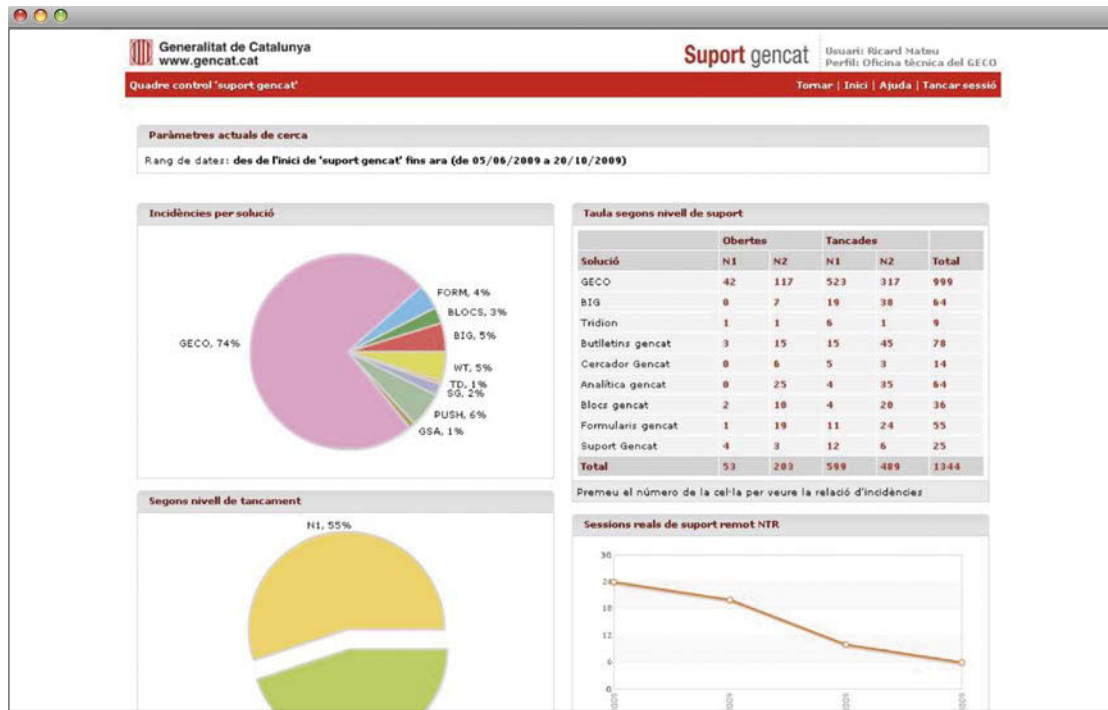 Generalitat de Catalunya
www.gencat.cat
Suport gencat
Usuari: Ricard Mateu
Perfil: Oficina tècnica del GECO
Quadre control 'suport gencat'
Tornar | Inici | Ajuda | Tancar sessió
Paràmetres actuals de cerca
Rang de dates: des de l'inici de 'suport gencat' fins ara (de 05/06/2009 a 20/10/2009)
Incidències per solució
GECO, 74%
FORM, 4%
BLOCS, 3%
BIG, 5%
WT, 5%
TD, 1%
SG, 2%
PUSH, 6%
GSA, 1%
Segons nivell de tancament
N1, 55%
Taula segons nivell de suport
Obertes Tancades
Solució N1 N2 N1 N2 Total
GECO 42 117 523 317 999
BIG 0 7 19 38 64
Tridion 1 1 6 1 9
Butlletins gencat 3 15 15 45 78
Cercador Gencat 0 6 5 3 14
Analítica gencat 0 25 4 35 64
Blocs gencat 2 10 4 20 36
Formularis gencat 1 19 11 24 55
Suport Gencat 4 3 12 6 25
Total 53 203 599 489 1344
Premeu el número de la cel·la per veure la relació d'incidències
Sessions reals de suport remot NTR
30
24
18
12
6
0